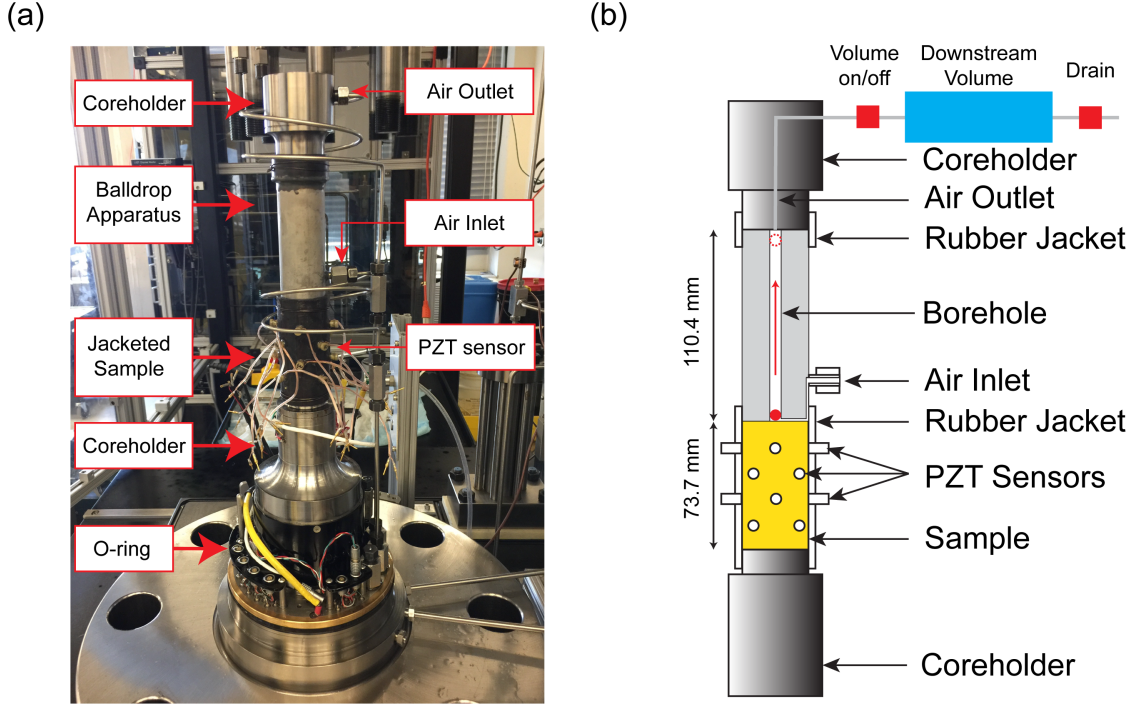 (a)
Coreholder
Air Outlet
Balldrop
Apparatus
Air Inlet
Jacketed
Sample
PZT sensor
Coreholder
O-ring
(b)
Volume
on/off
Downstream
Volume
Drain
Coreholder
Air Outlet
Rubber Jacket
110.4 mm
Borehole
Air Inlet
Rubber Jacket
73.7 mm
PZT Sensors
Sample
Coreholder